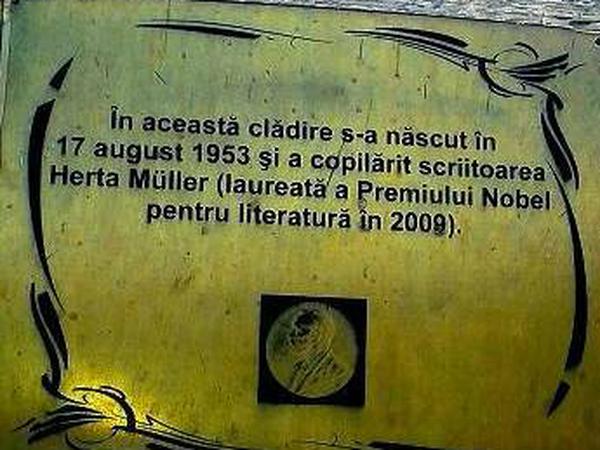 În această clădire s-a născut în
17 august 1953 şi a copilărit scriitoarea
Herta Müller (laureată a Premiului Nobel
pentru literatură în 2009).